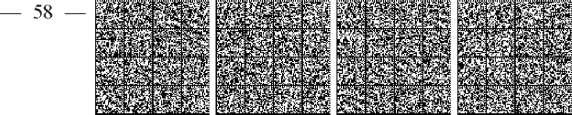 — 58 —